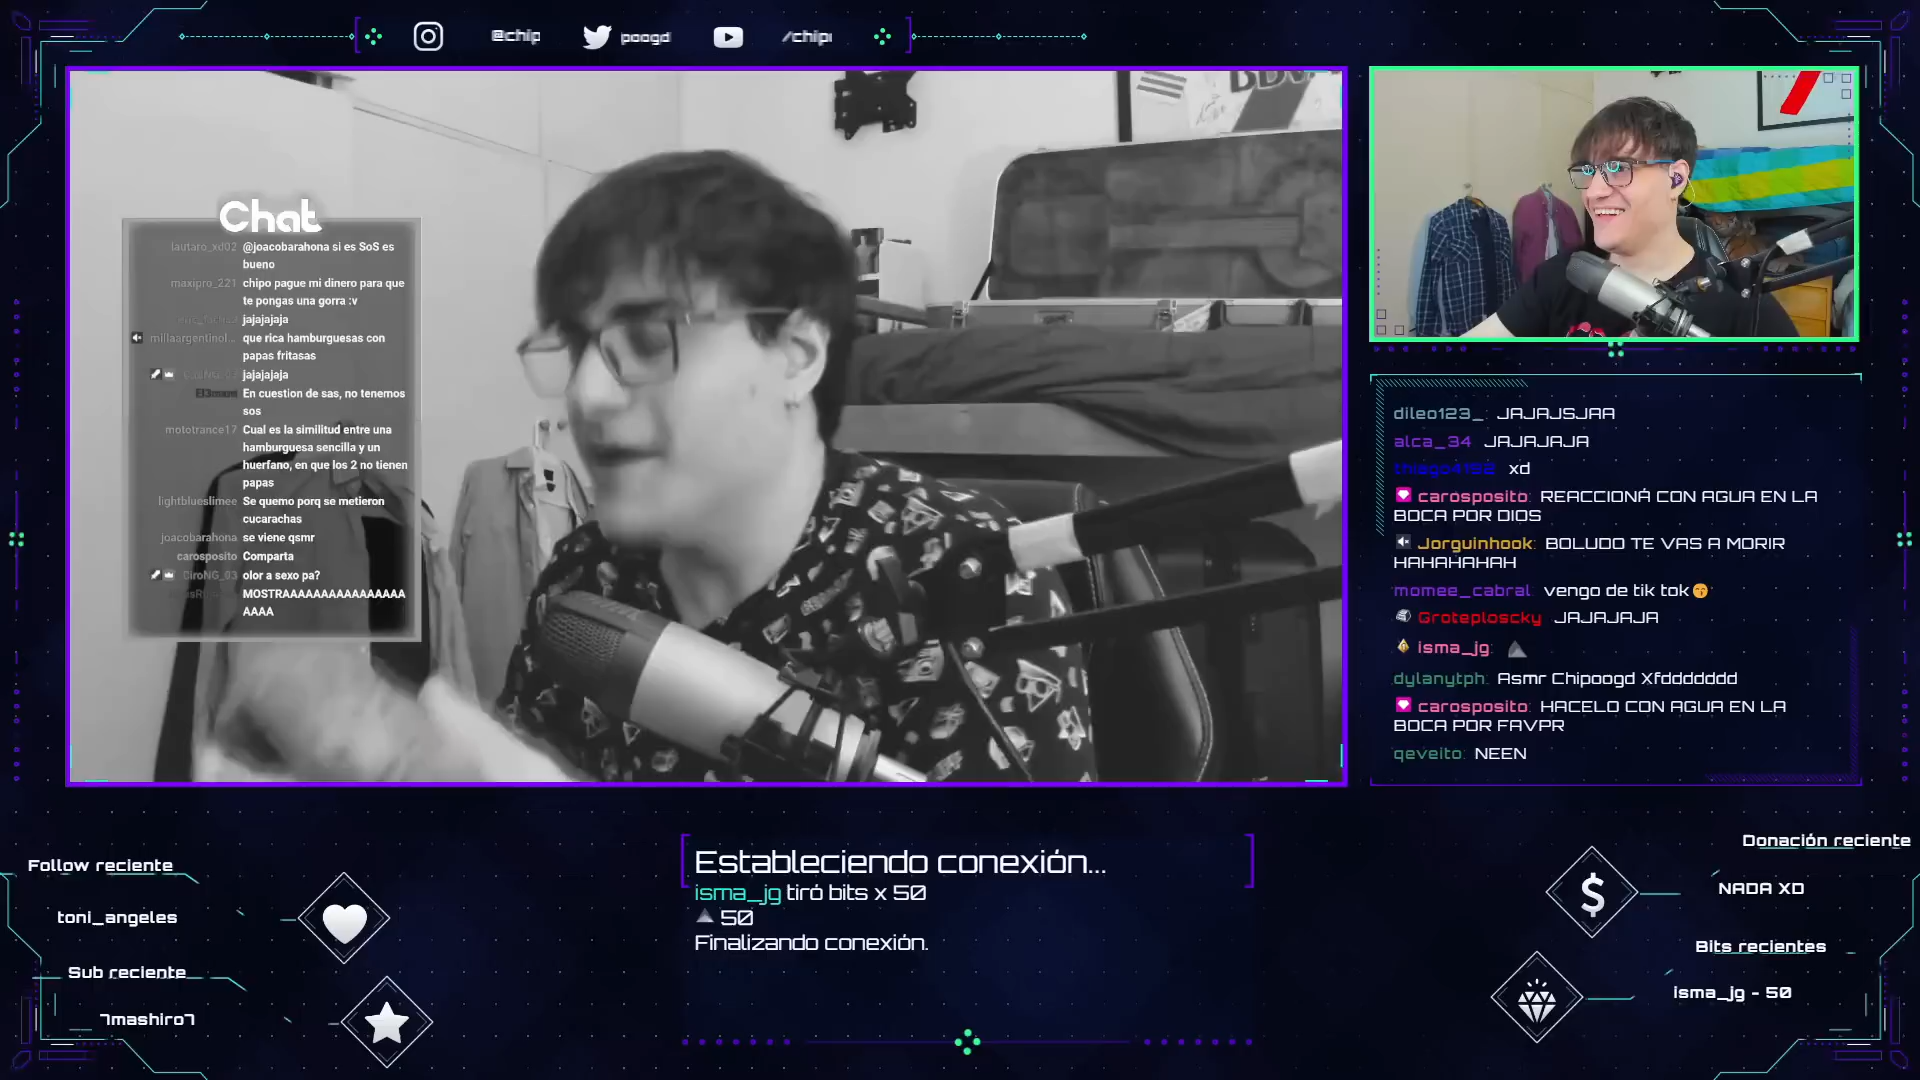 @chip
poogd
/chip
Chat
lautaro_xd02 @joacobarahona si es SoS es
bueno
maxipro_221 chipo pague mi dinero para que
te pongas una gorra :v
jajajajaja
millaargentinol... que rica hamburguesas con
papas fritasas
jajajajaja
El3mum En cuestion de sas, no tenemos
sos
mototrance17 Cual es la similitud entre una
hamburguesa sencilla y un
huerfano, en que los 2 no tienen
papas
lightblueslimee Se quemo porq se metieron
cucarachas
joacobarahona se viene qsmr
carosposito Comparta
CiroNG_03 olor a sexo pa?
MOSTRAAAAAAAAAAAAAAAA
AAAA
dileo123_: JAJAJSJAA
alca_34 JAJAJAJA
thiago4192 xd
carosposito: REACCIONÁ CON AGUA EN LA
BOCA POR DIOS
Jorguinhook: BOLUDO TE VAS A MORIR
HAHAHAHAH
momee_cabral: vengo de tik tok
Groteploscky JAJAJAJA
isma_jg:
dylanytph: Asmr Chipoogd Xfddddddd
carosposito: HACELO CON AGUA EN LA
BOCA POR FAVPR
qeveito: NEEN
Follow reciente
toni_angeles
Sub reciente
7mashiro7
Estableciendo conexión...
isma_jg tiró bits x 50
50
Finalizando conexión.
Donación reciente
$
NADA XD
Bits recientes
isma_jg - 50